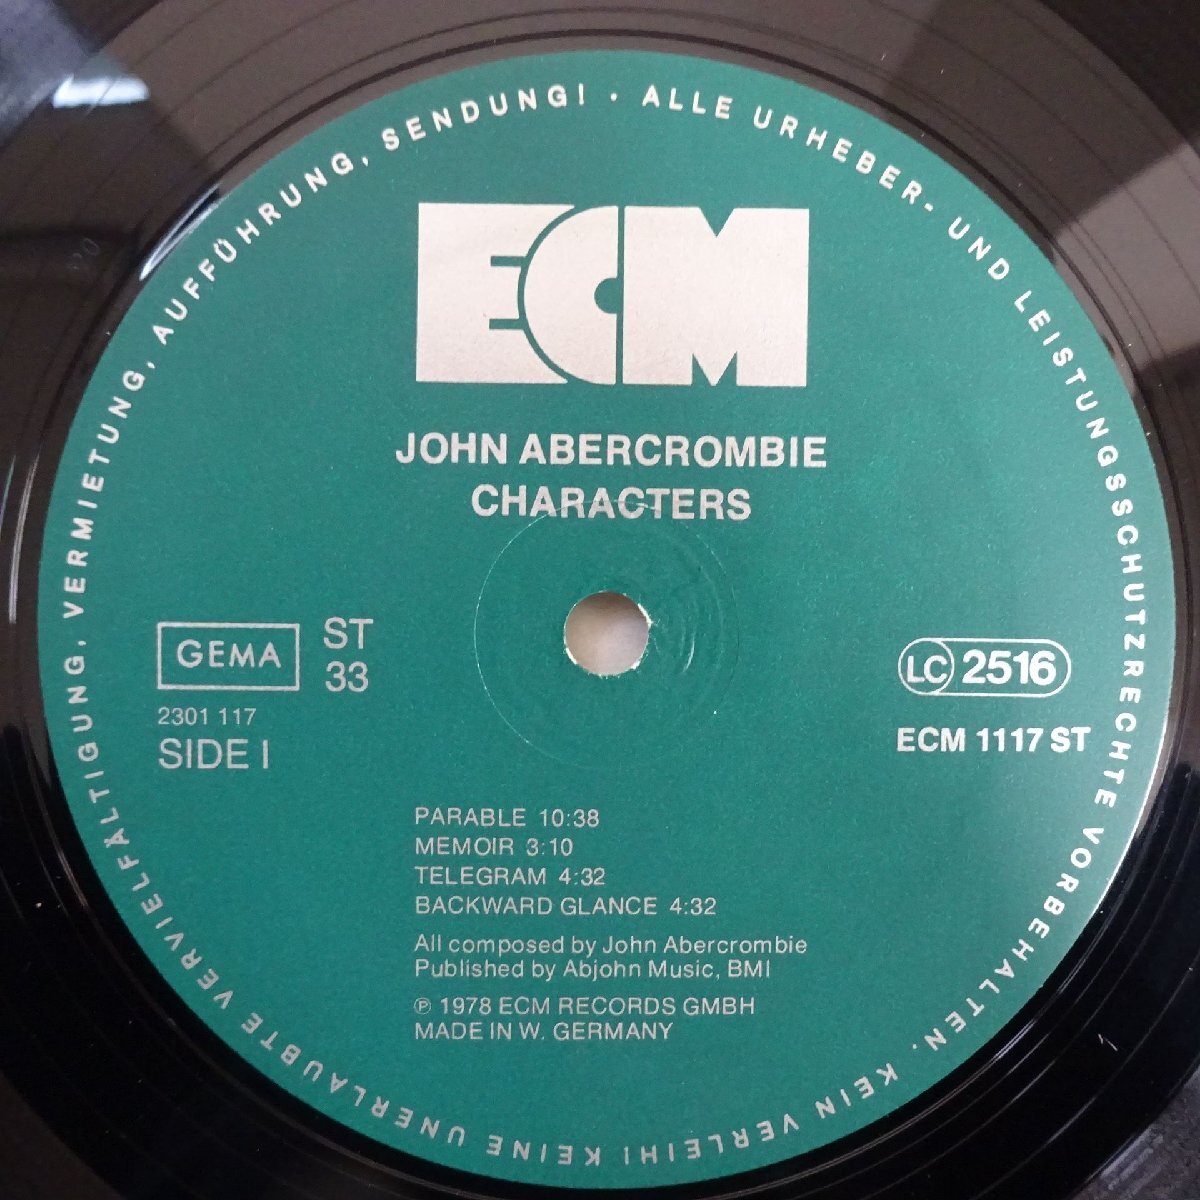 ALLE URHEBER- UND LEISTUNGSSCHUTZRECHTE VORBEHALTEN. KEIN VERLEIH! KEINE UNERLAUBTE VERVIELFÄLTIGUNG, VERMIETUNG, AUFFÜHRUNG, SENDUNG! ·
ECM
JOHN ABERCROMBIE
CHARACTERS
GEMA
ST
33
2301 117
SIDE I
LC 2516
ECM 1117 ST
PARABLE 10:38
MEMOIR 3:10
TELEGRAM 4:32
BACKWARD GLANCE 4:32
All composed by John Abercrombie
Published by Abjohn Music, BMI
℗ 1978 ECM RECORDS GMBH
MADE IN W. GERMANY